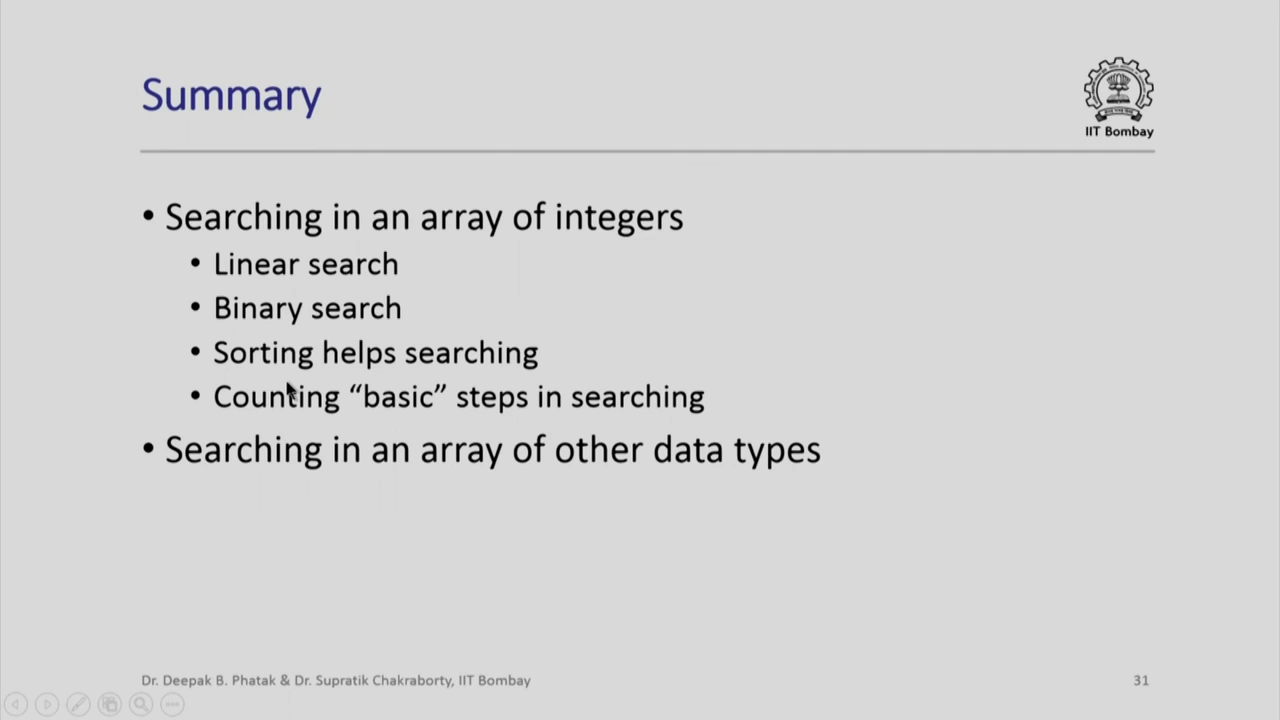 Summary
IIT Bombay
• Searching in an array of integers
• Linear search
• Binary search
• Sorting helps searching
• Counting “basic” steps in searching
• Searching in an array of other data types
Dr. Deepak B. Phatak & Dr. Supratik Chakraborty, IIT Bombay
31